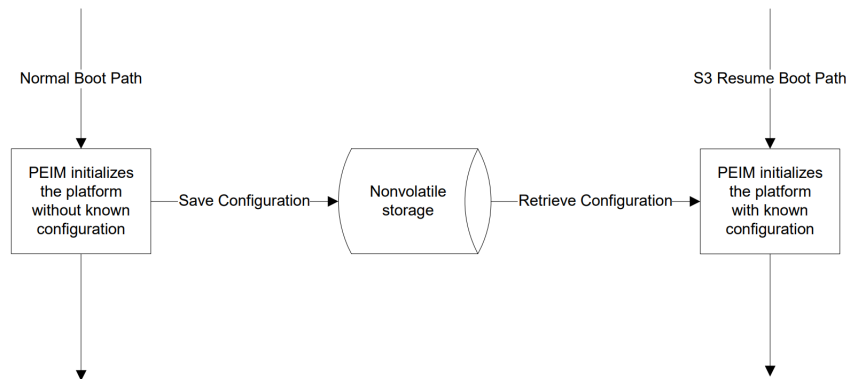 Normal Boot Path
S3 Resume Boot Path
PEIM initializes
the platform
without known
configuration
Save Configuration
Nonvolatile
storage
Retrieve Configuration
PEIM initializes
the platform
with known
configuration